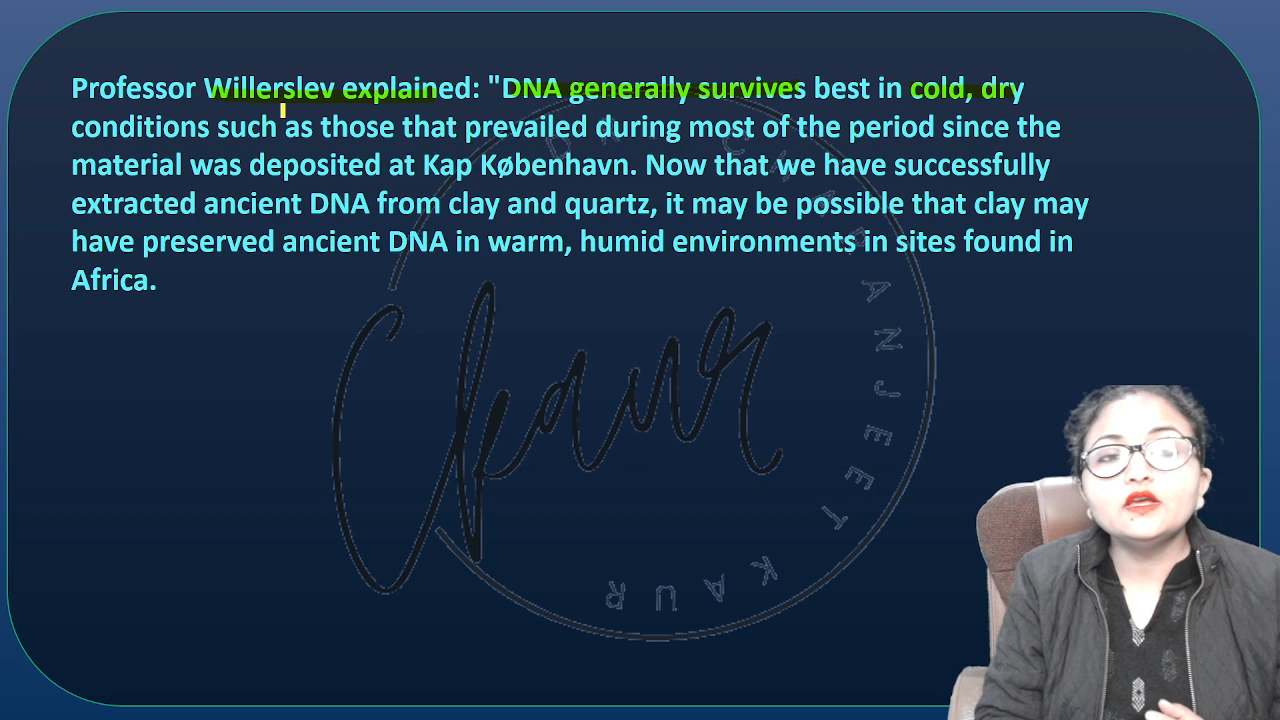 Professor Willerslev explained: "DNA generally survives best in cold, dry
conditions such as those that prevailed during most of the period since the
material was deposited at Kap København. Now that we have successfully
extracted ancient DNA from clay and quartz, it may be possible that clay may
have preserved ancient DNA in warm, humid environments in sites found in
Africa.
Ckaur